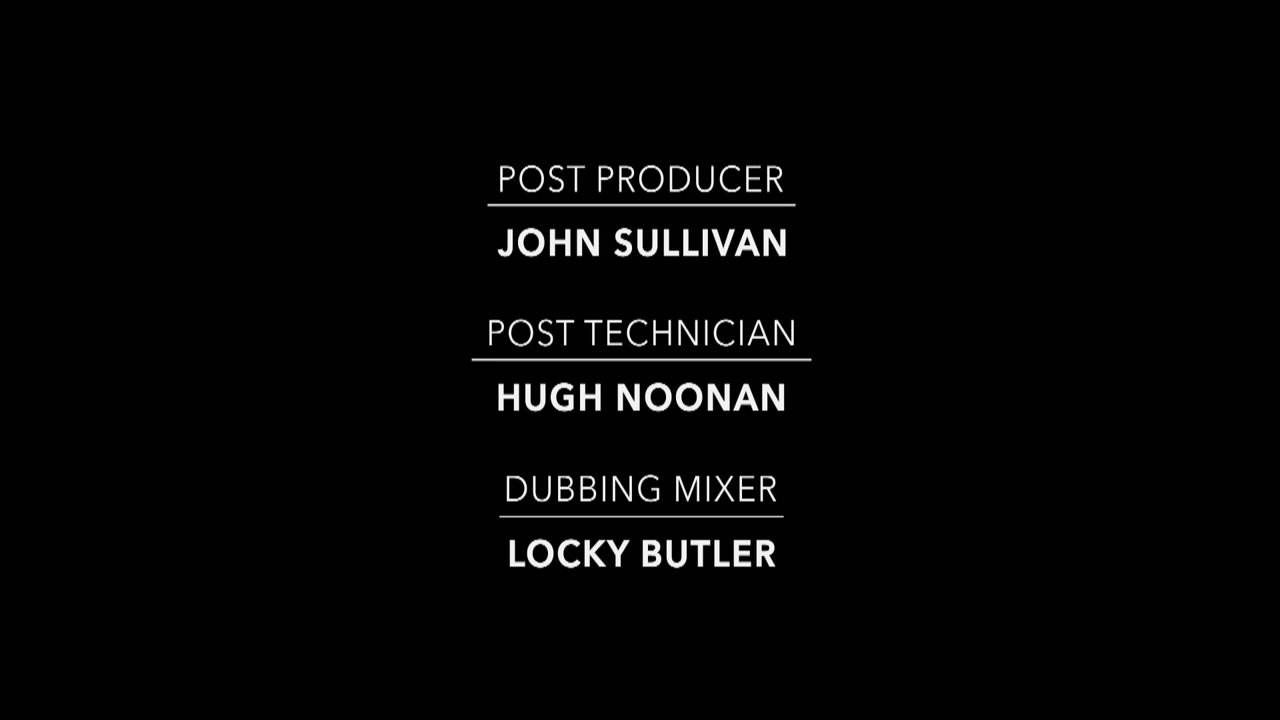 POST PRODUCER
JOHN SULLIVAN
POST TECHNICIAN
HUGH NOONAN
DUBBING MIXER
LOCKY BUTLER